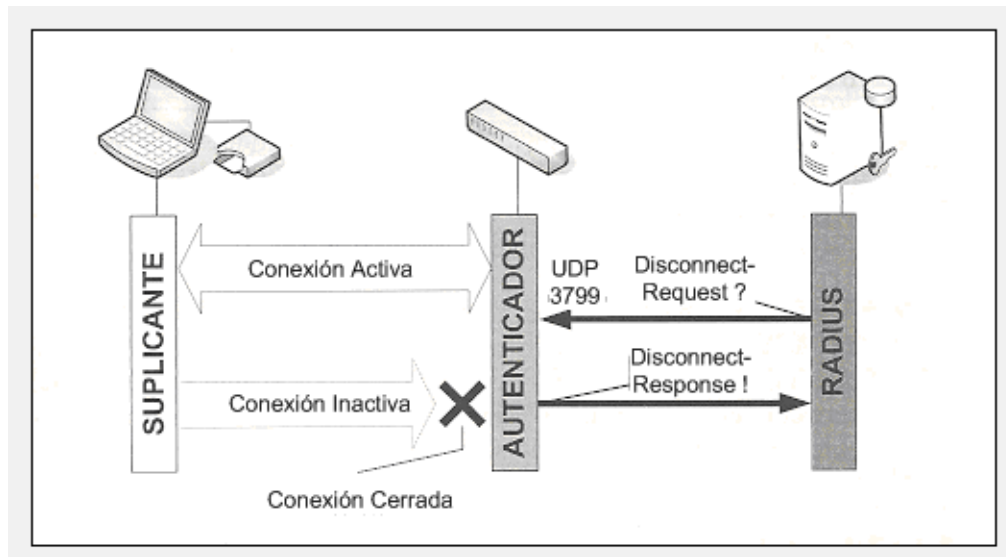 SUPLICANTE
Conexión Activa
Conexión Inactiva
Conexión Cerrada
AUTENTICADOR
UDP
3799
Disconnect-
Request ?
Disconnect-
Response !
RADIUS